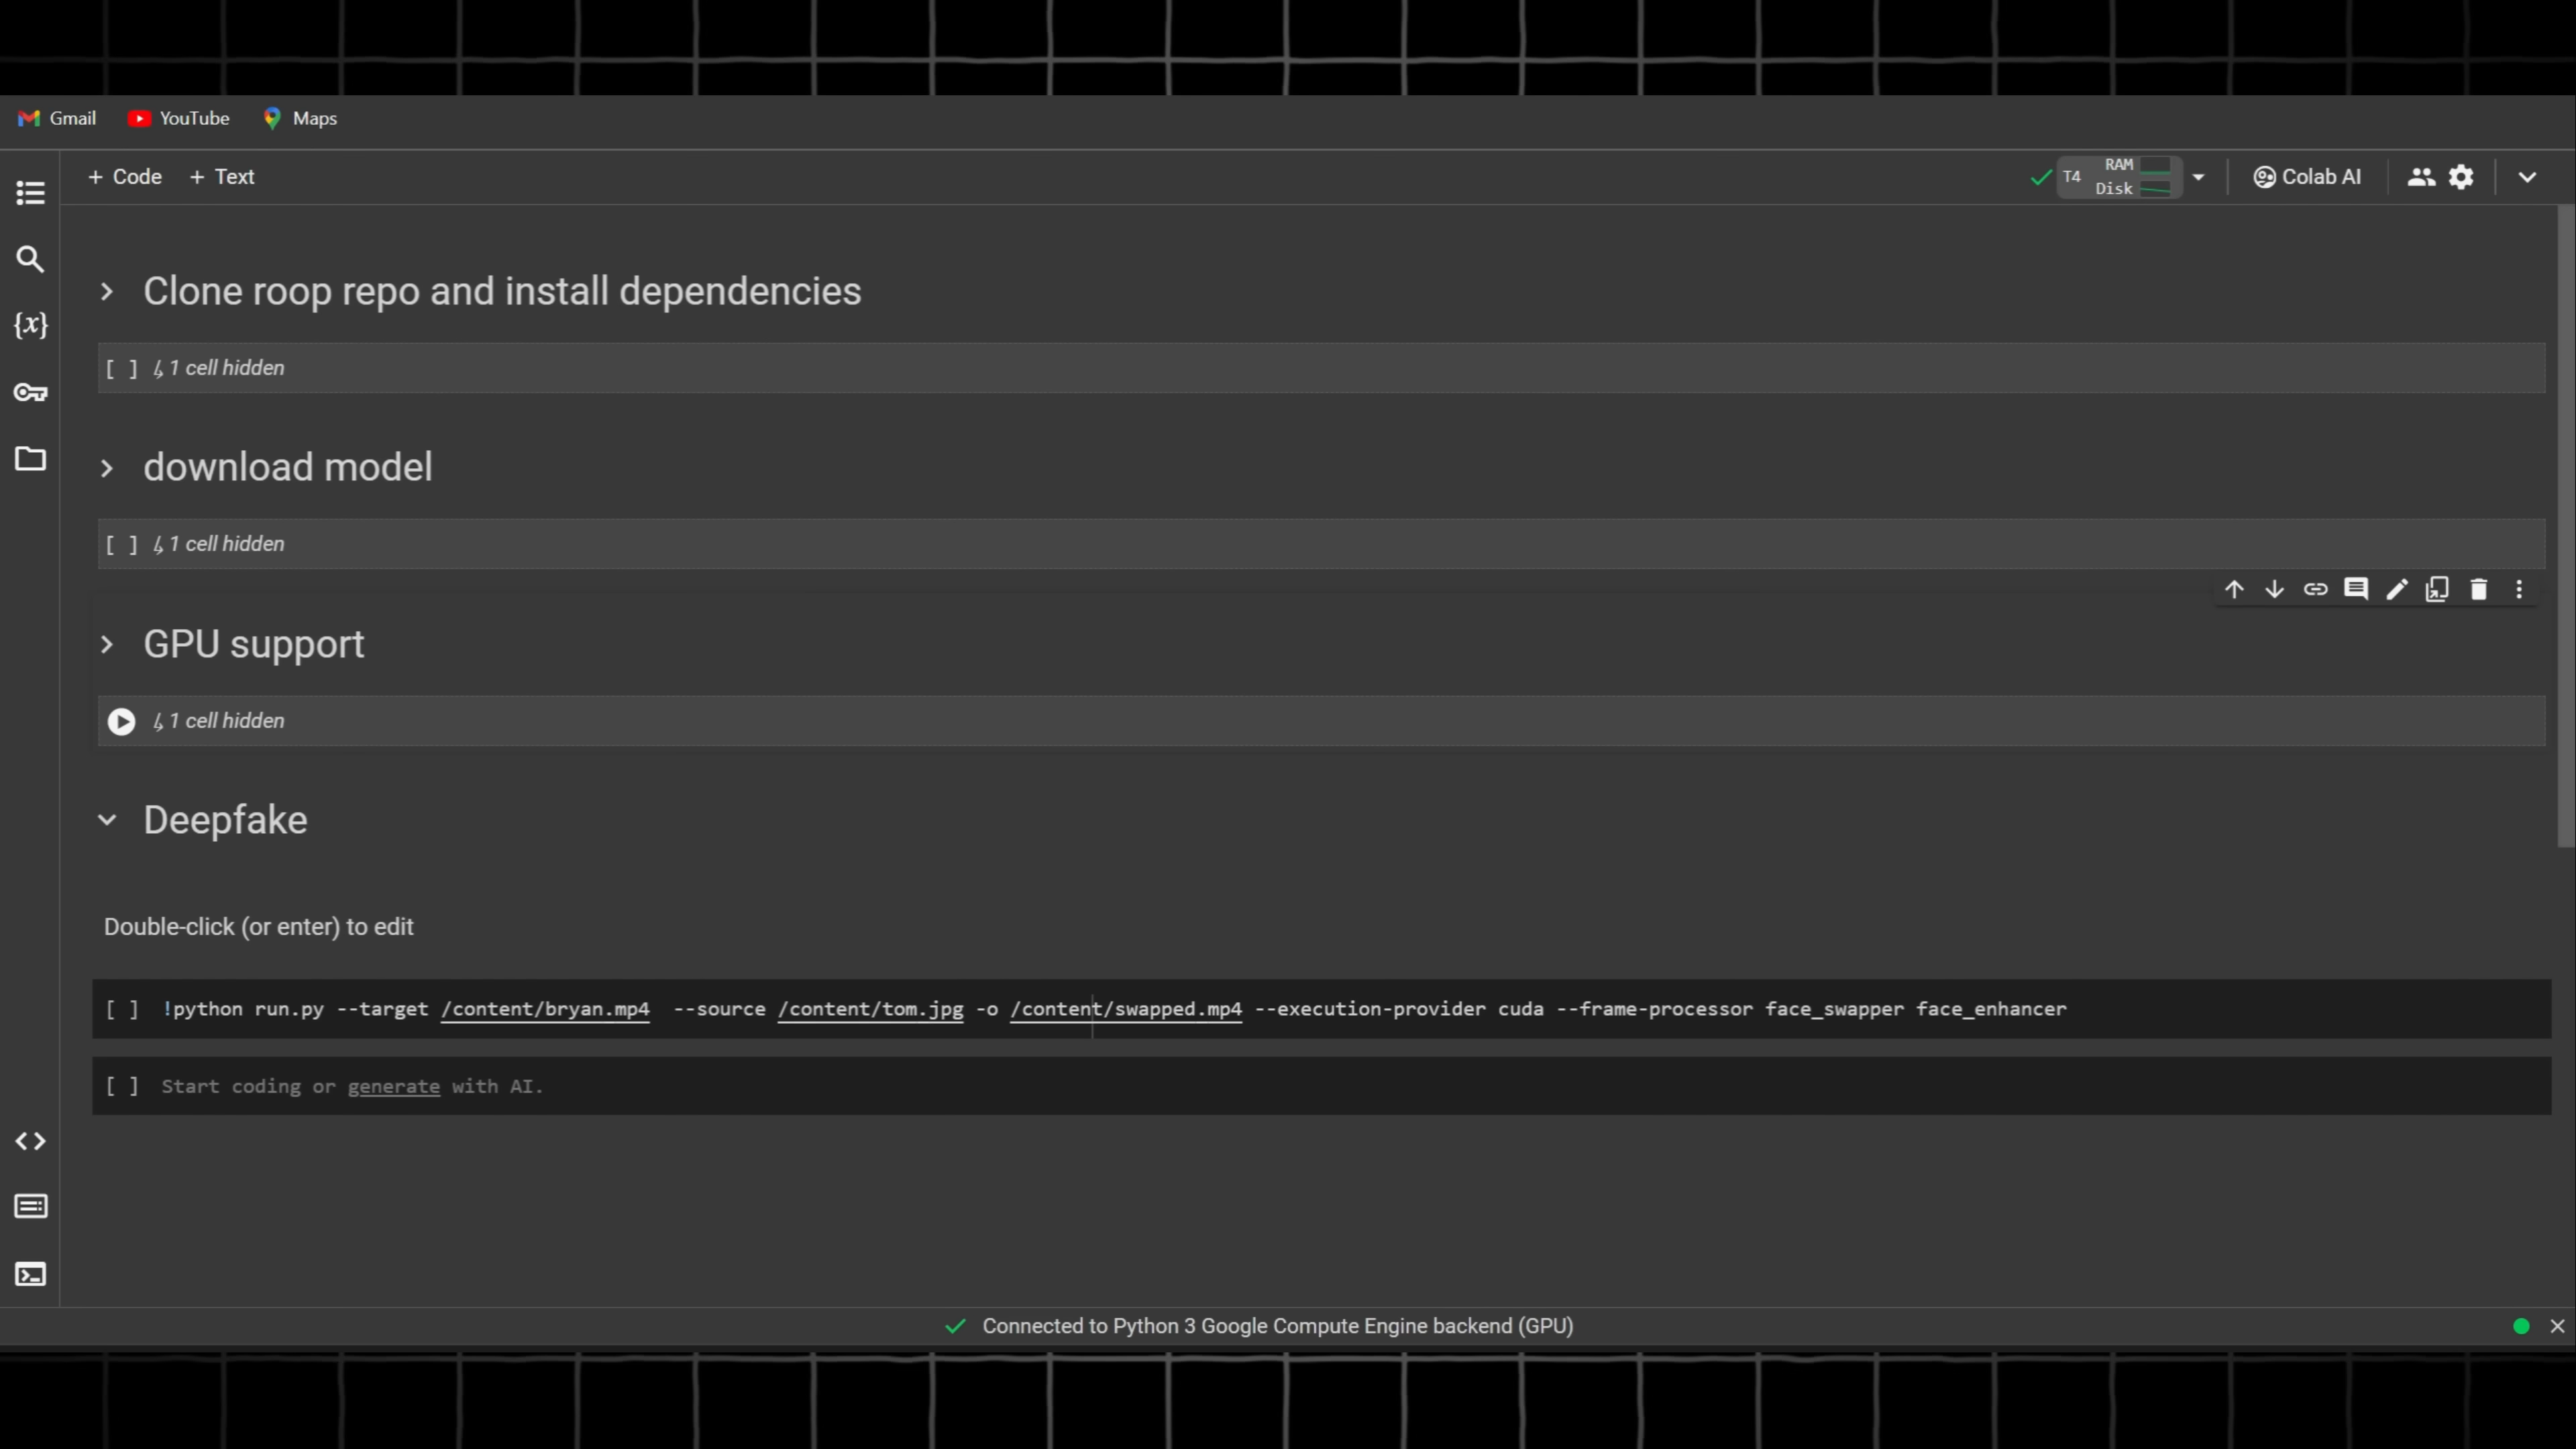 Gmail YouTube Maps
+ Code + Text T4 RAM Disk Colab AI
{x}
Clone roop repo and install dependencies
[ ] ↳ 1 cell hidden
download model
[ ] ↳ 1 cell hidden
GPU support
↳ 1 cell hidden
Deepfake
Double-click (or enter) to edit
[ ] !python run.py --target /content/bryan.mp4  --source /content/tom.jpg -o /content/swapped.mp4 --execution-provider cuda --frame-processor face_swapper face_enhancer
[ ] Start coding or generate with AI.
Connected to Python 3 Google Compute Engine backend (GPU)